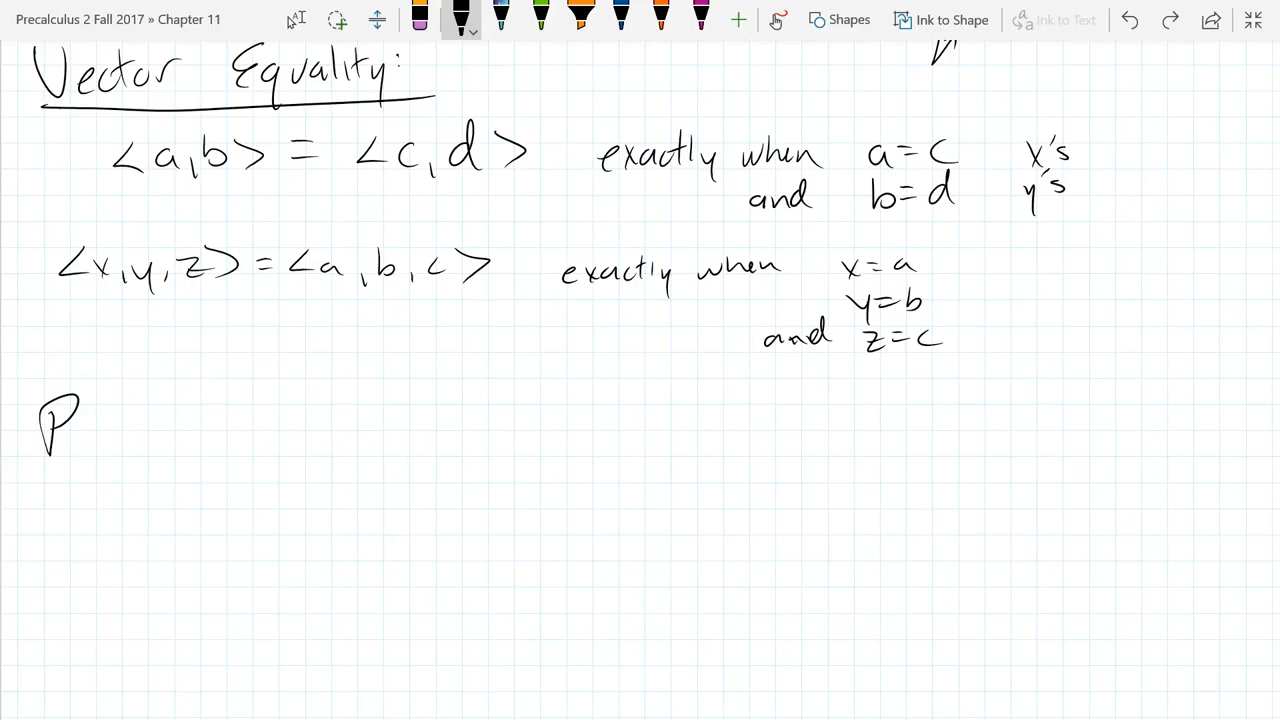 Precalculus 2 Fall 2017 » Chapter 11 Shapes Ink to Shape Ink to Text
Vector Equality:
<a,b> = <c,d> exactly when a=c x's
and b=d y's
<x,y,z> = <a,b,c> exactly when x=a
y=b
and z=c
P